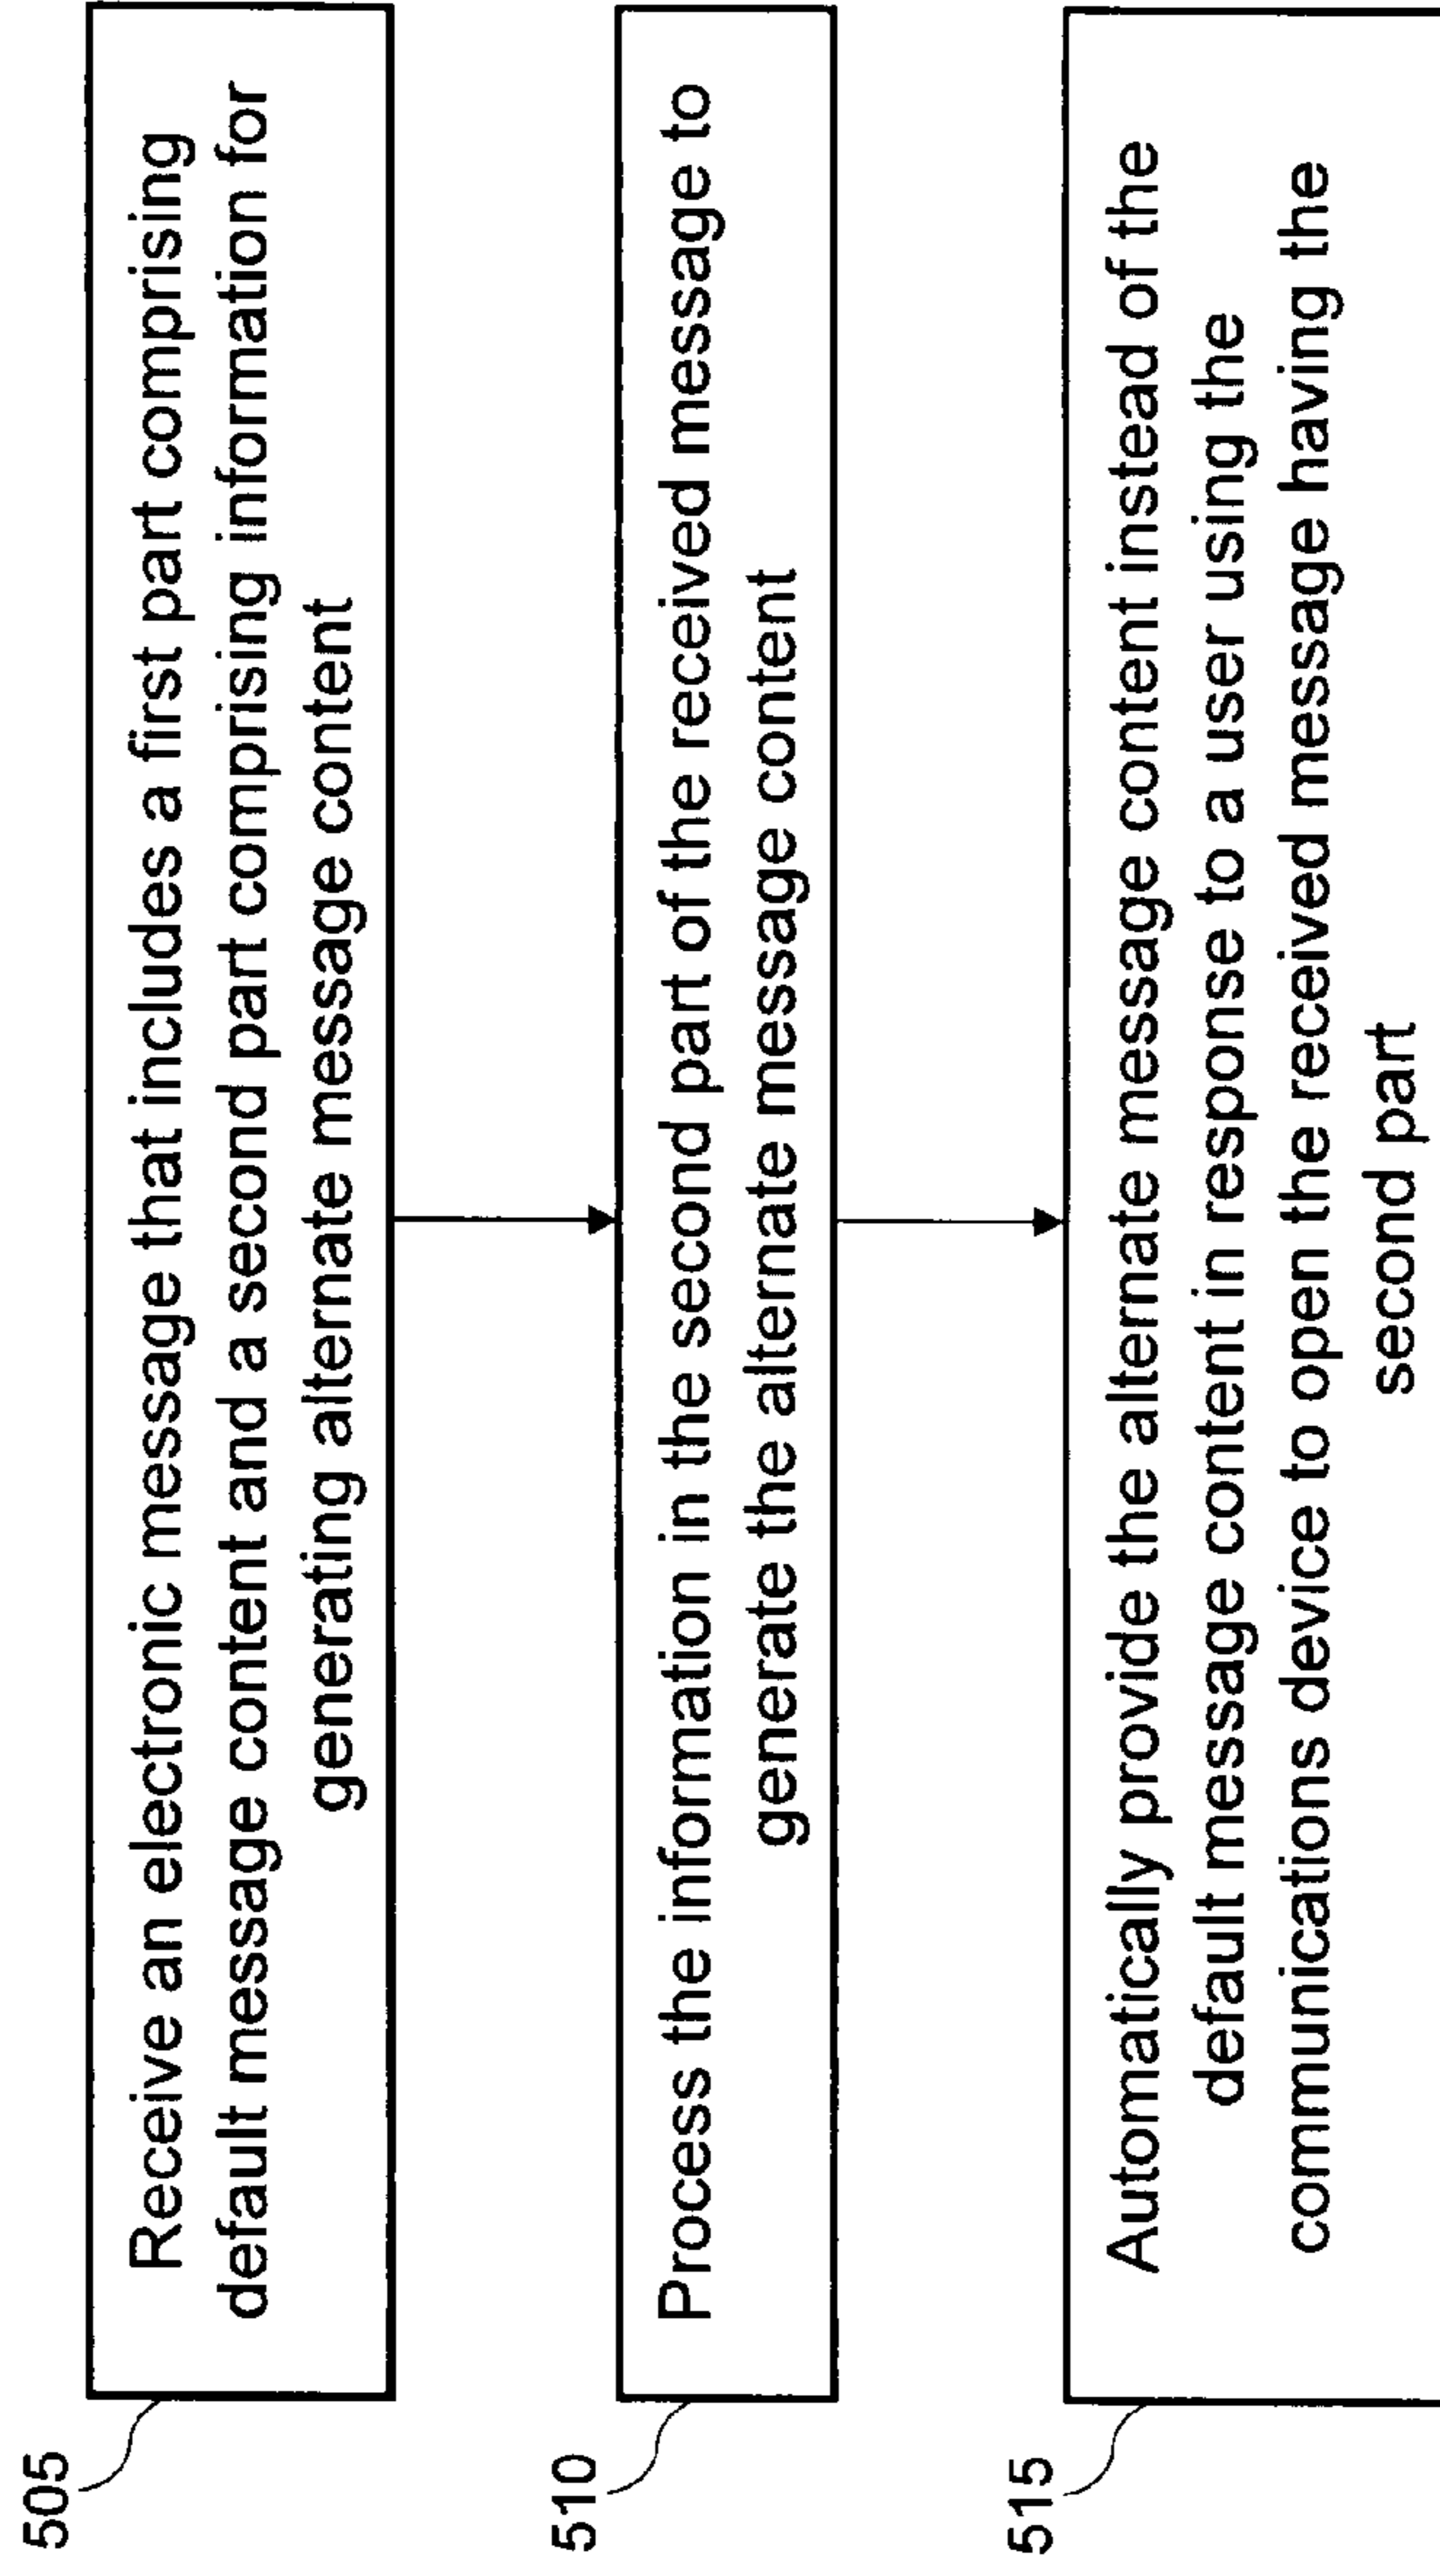 505
Receive an electronic message that includes a first part comprising
default message content and a second part comprising information for
generating alternate message content
510
Process the information in the second part of the received message to
generate the alternate message content
515
Automatically provide the alternate message content instead of the
default message content in response to a user using the
communications device to open the received message having the
second part